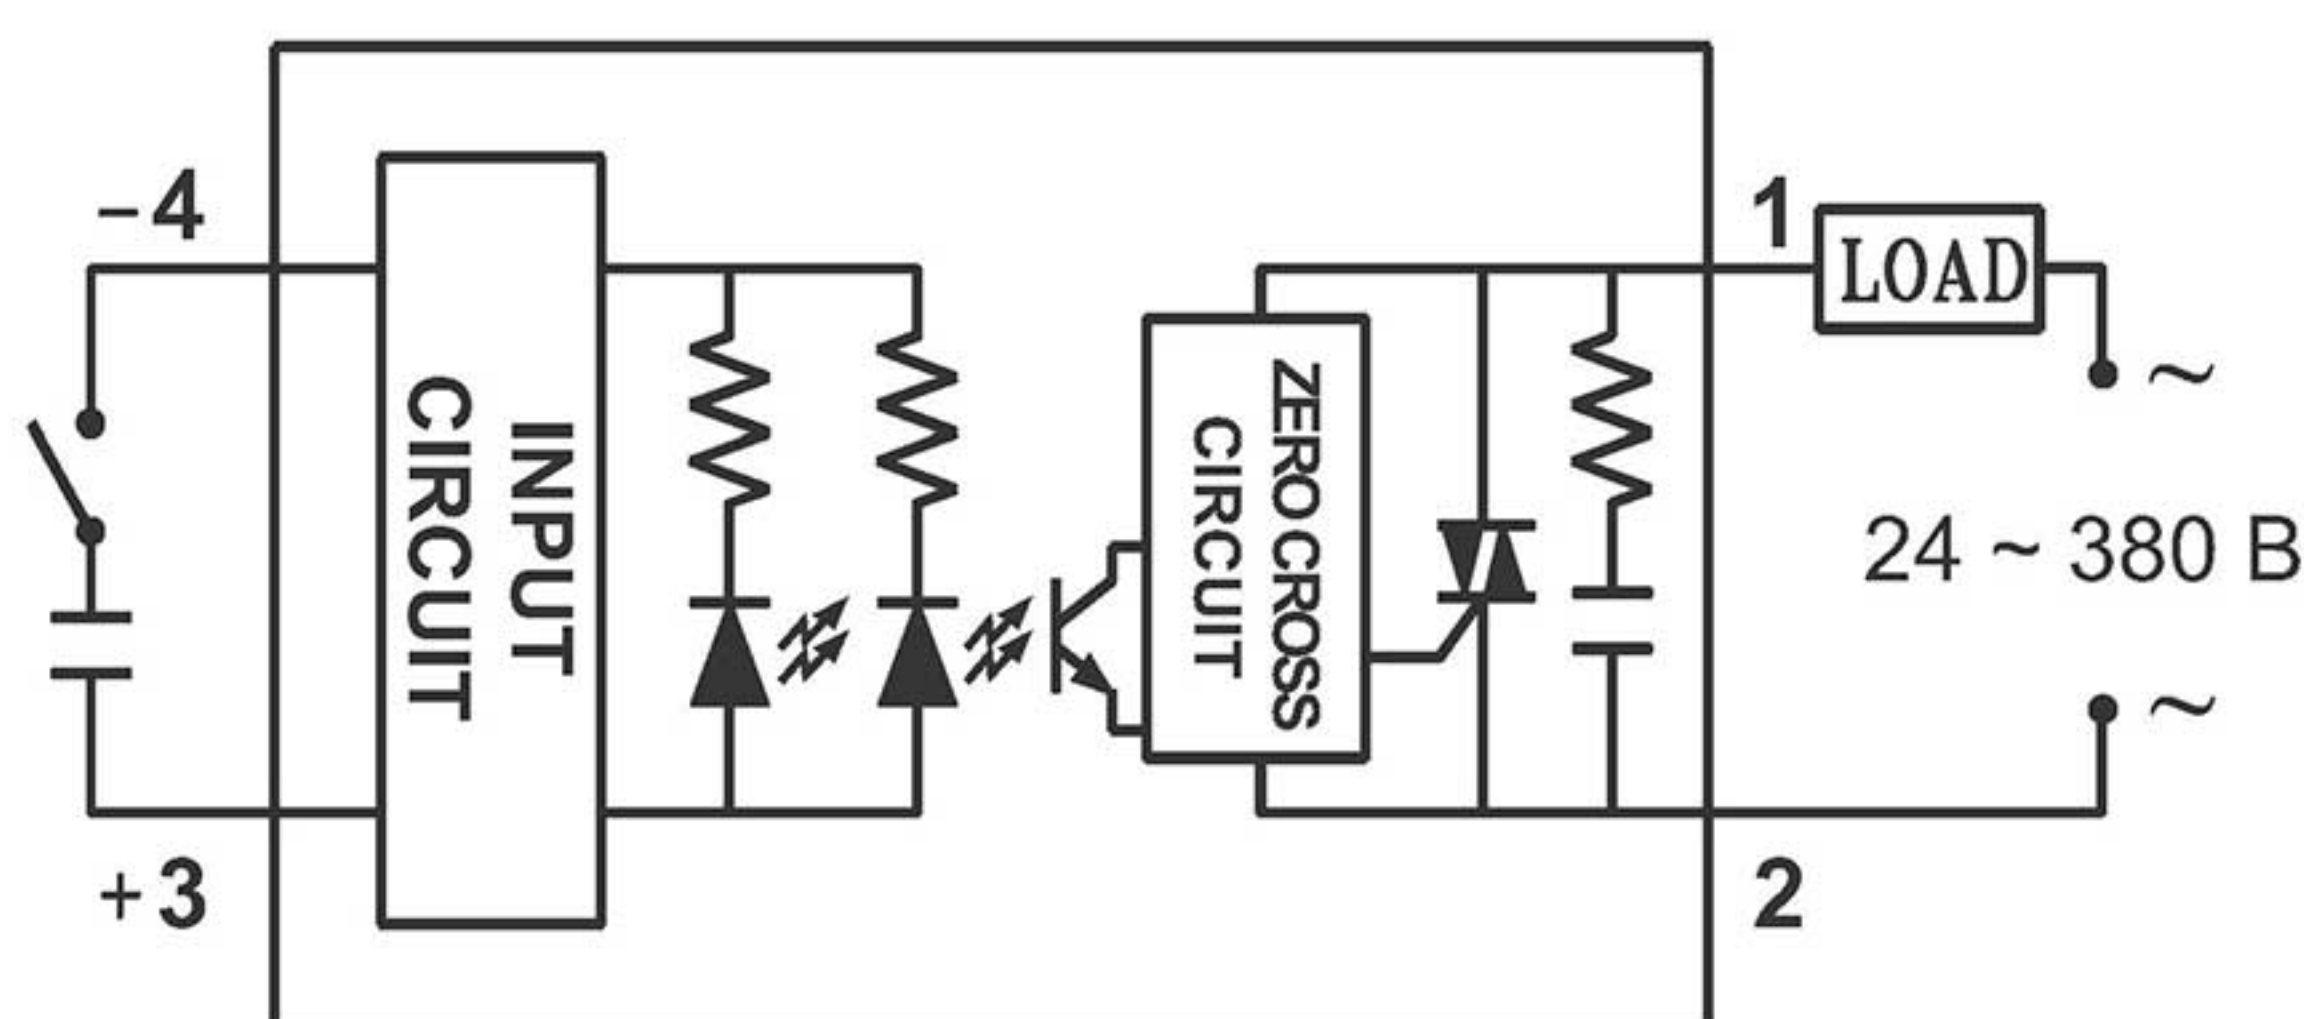 -4
+3
INPUT
CIRCUIT
ZERO CROSS
CIRCUIT
1
LOAD
~
24 ~ 380 В
~
2